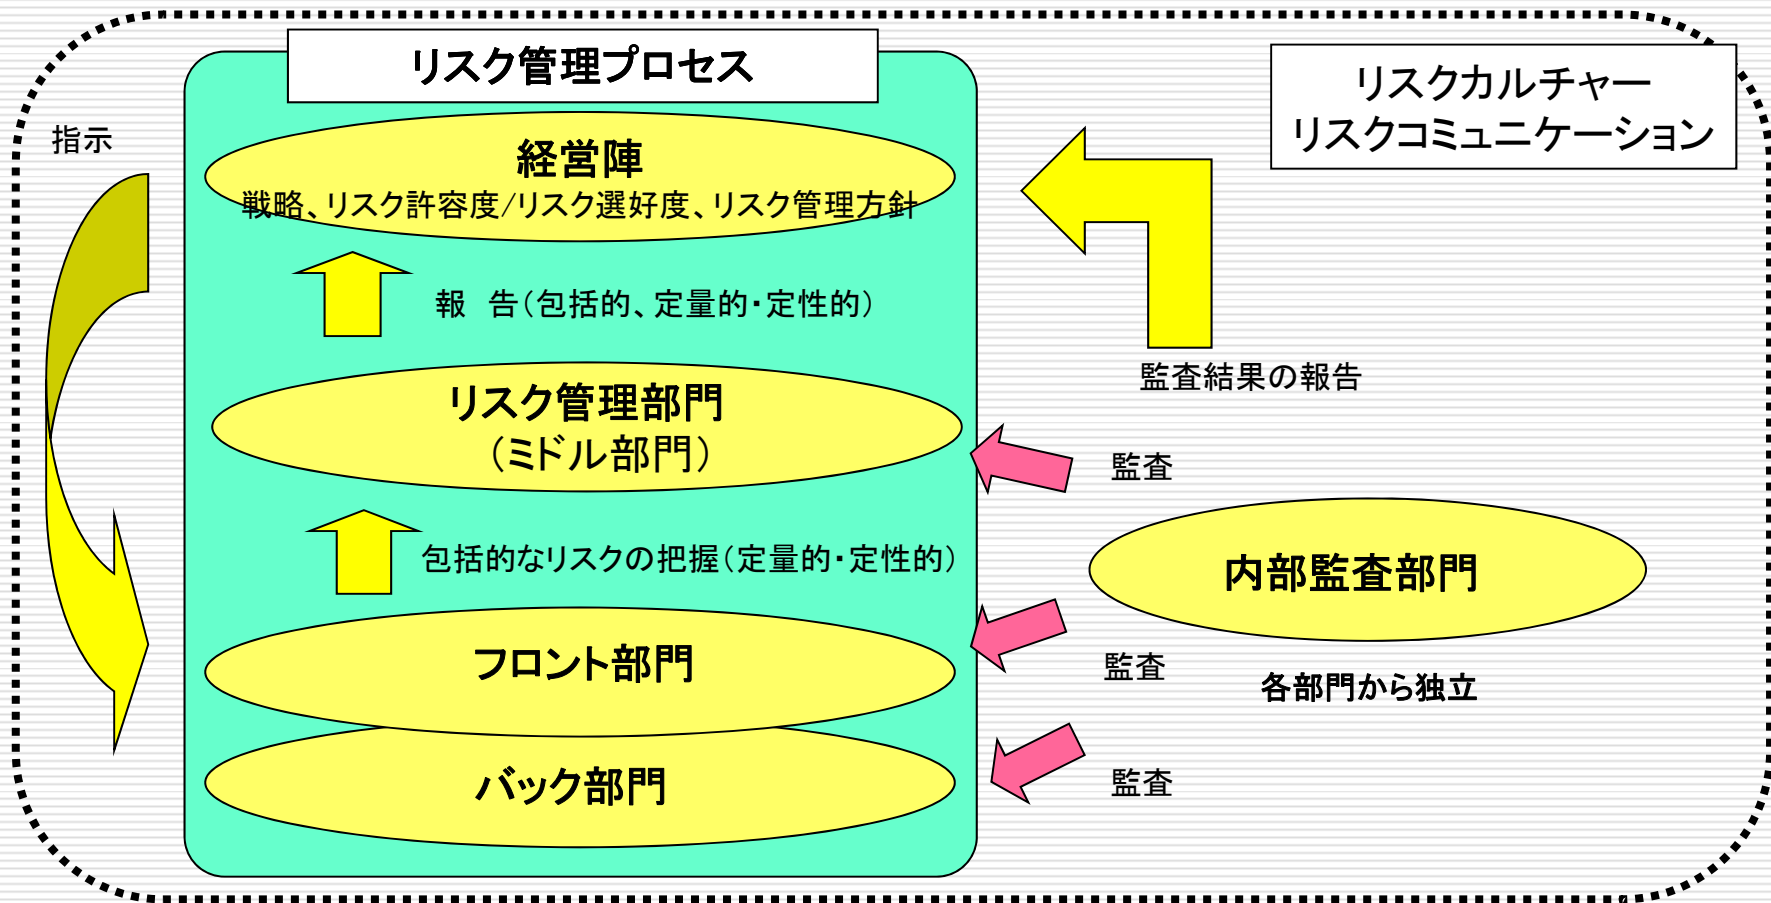 リスク管理プロセス
リスクカルチャー
リスクコミュニケーション
指示
経営陣
戦略、リスク許容度/リスク選好度、リスク管理方針
報　告(包括的、定量的・定性的)
監査結果の報告
リスク管理部門
(ミドル部門)
監査
包括的なリスクの把握(定量的・定性的)
内部監査部門
フロント部門
監査
各部門から独立
バック部門
監査